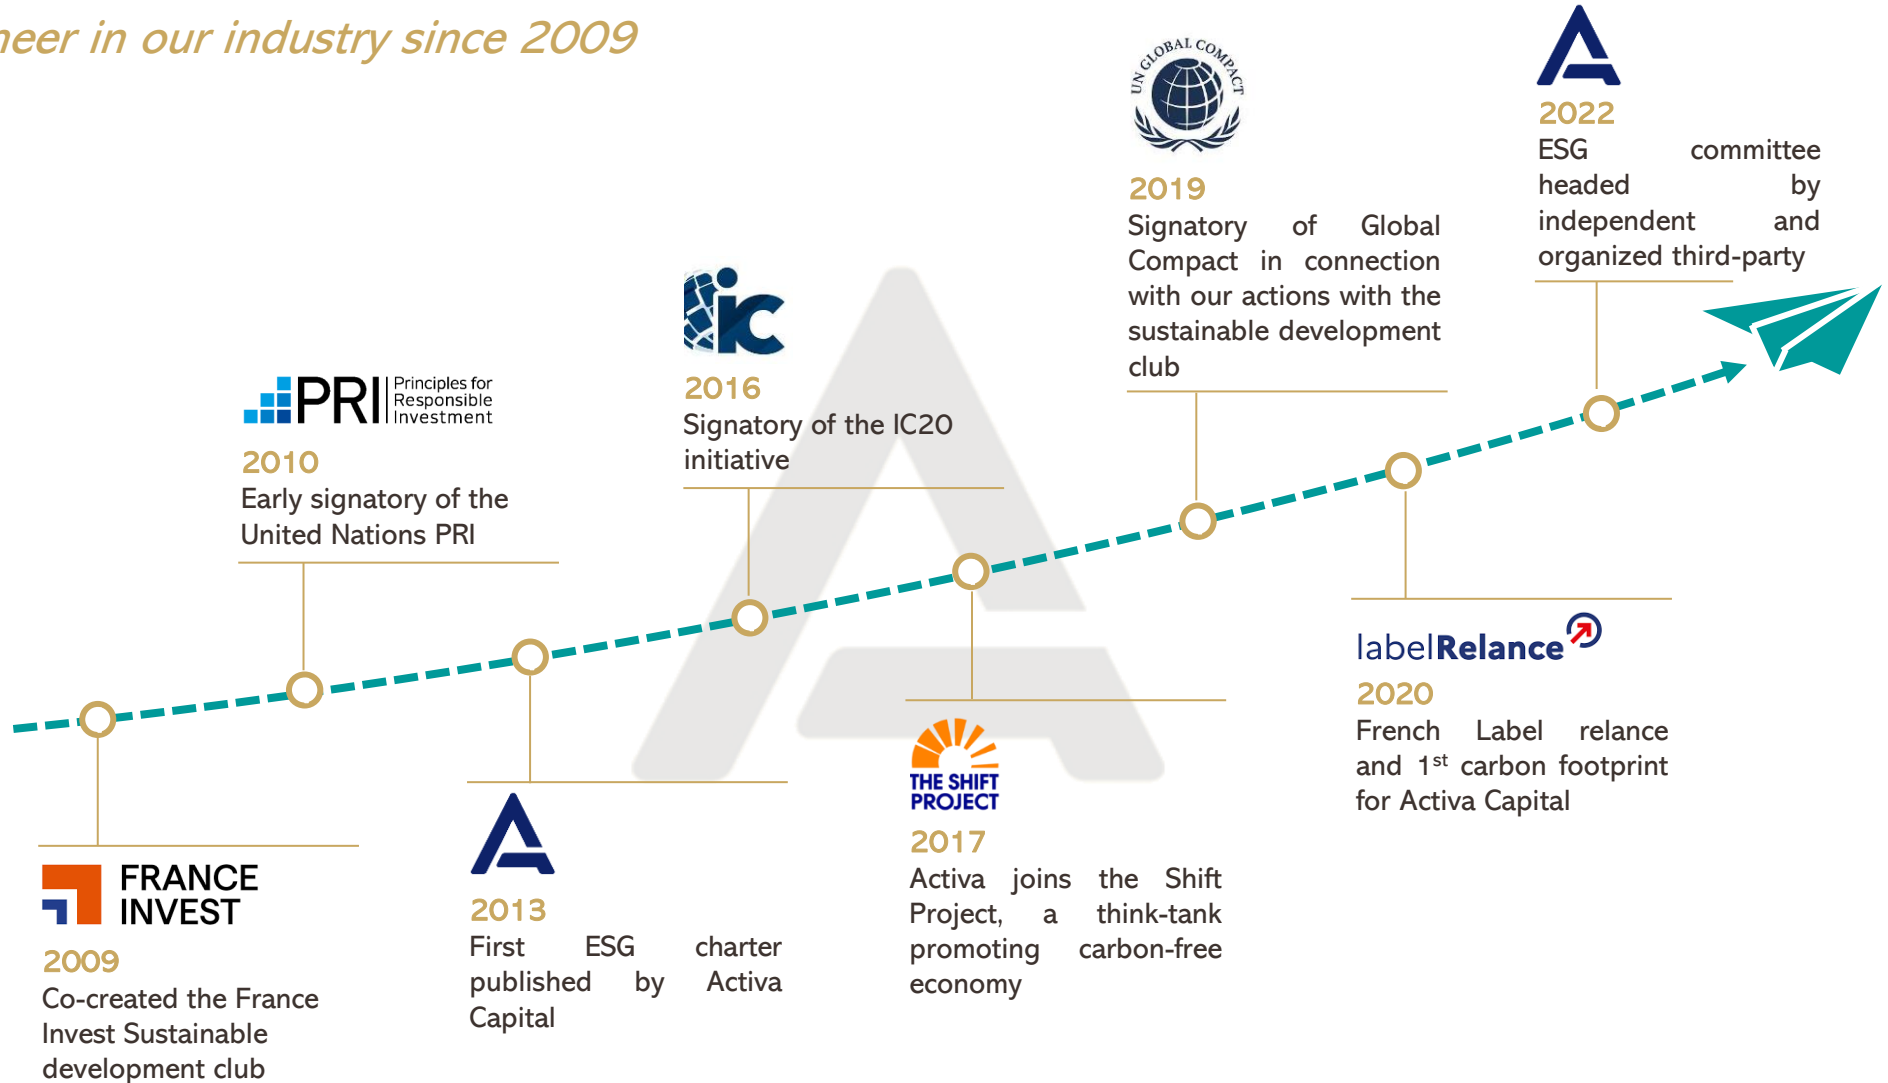 neer in our industry since 2009
FRANCE
INVEST
2009
Co-created the France
Invest Sustainable
development club
PRI
Principles for
Responsible
Investment
2010
Early signatory of the
United Nations PRI
2013
First ESG charter
published by Activa
Capital
ic
2016
Signatory of the IC20
initiative
THE SHIFT
PROJECT
2017
Activa joins the Shift
Project, a think-tank
promoting carbon-free
economy
UN GLOBAL COMPACT
2019
Signatory of Global
Compact in connection
with our actions with the
sustainable development
club
labelRelance
2020
French Label relance
and 1st carbon footprint
for Activa Capital
2022
ESG committee
headed by
independent and
organized third-party